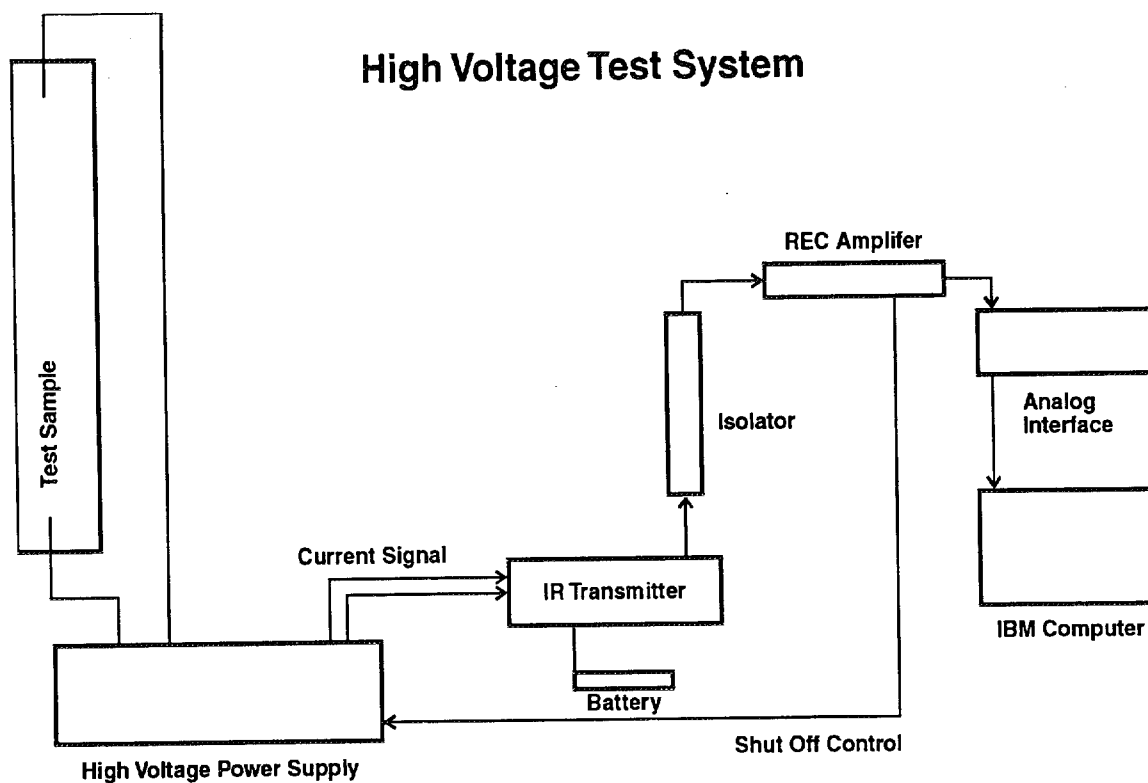 High Voltage Test System
REC Amplifer
Test Sample
Isolator
Analog
Interface
Current Signal
IR Transmitter
IBM Computer
Battery
Shut Off Control
High Voltage Power Supply